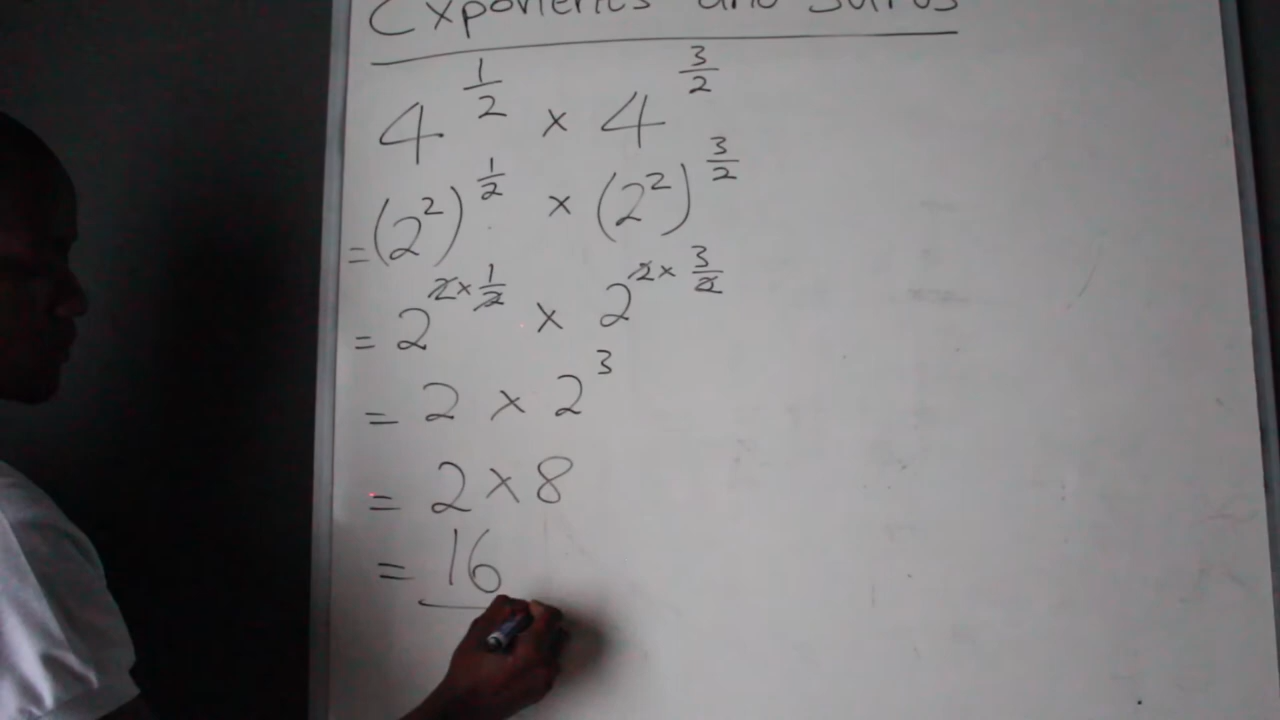 Exponents and Surds
4^(1/2) × 4^(3/2)
= (2²)^(1/2) × (2²)^(3/2)
= 2^(2×1/2) × 2^(2×3/2)
= 2 × 2³
= 2 × 8
= 16